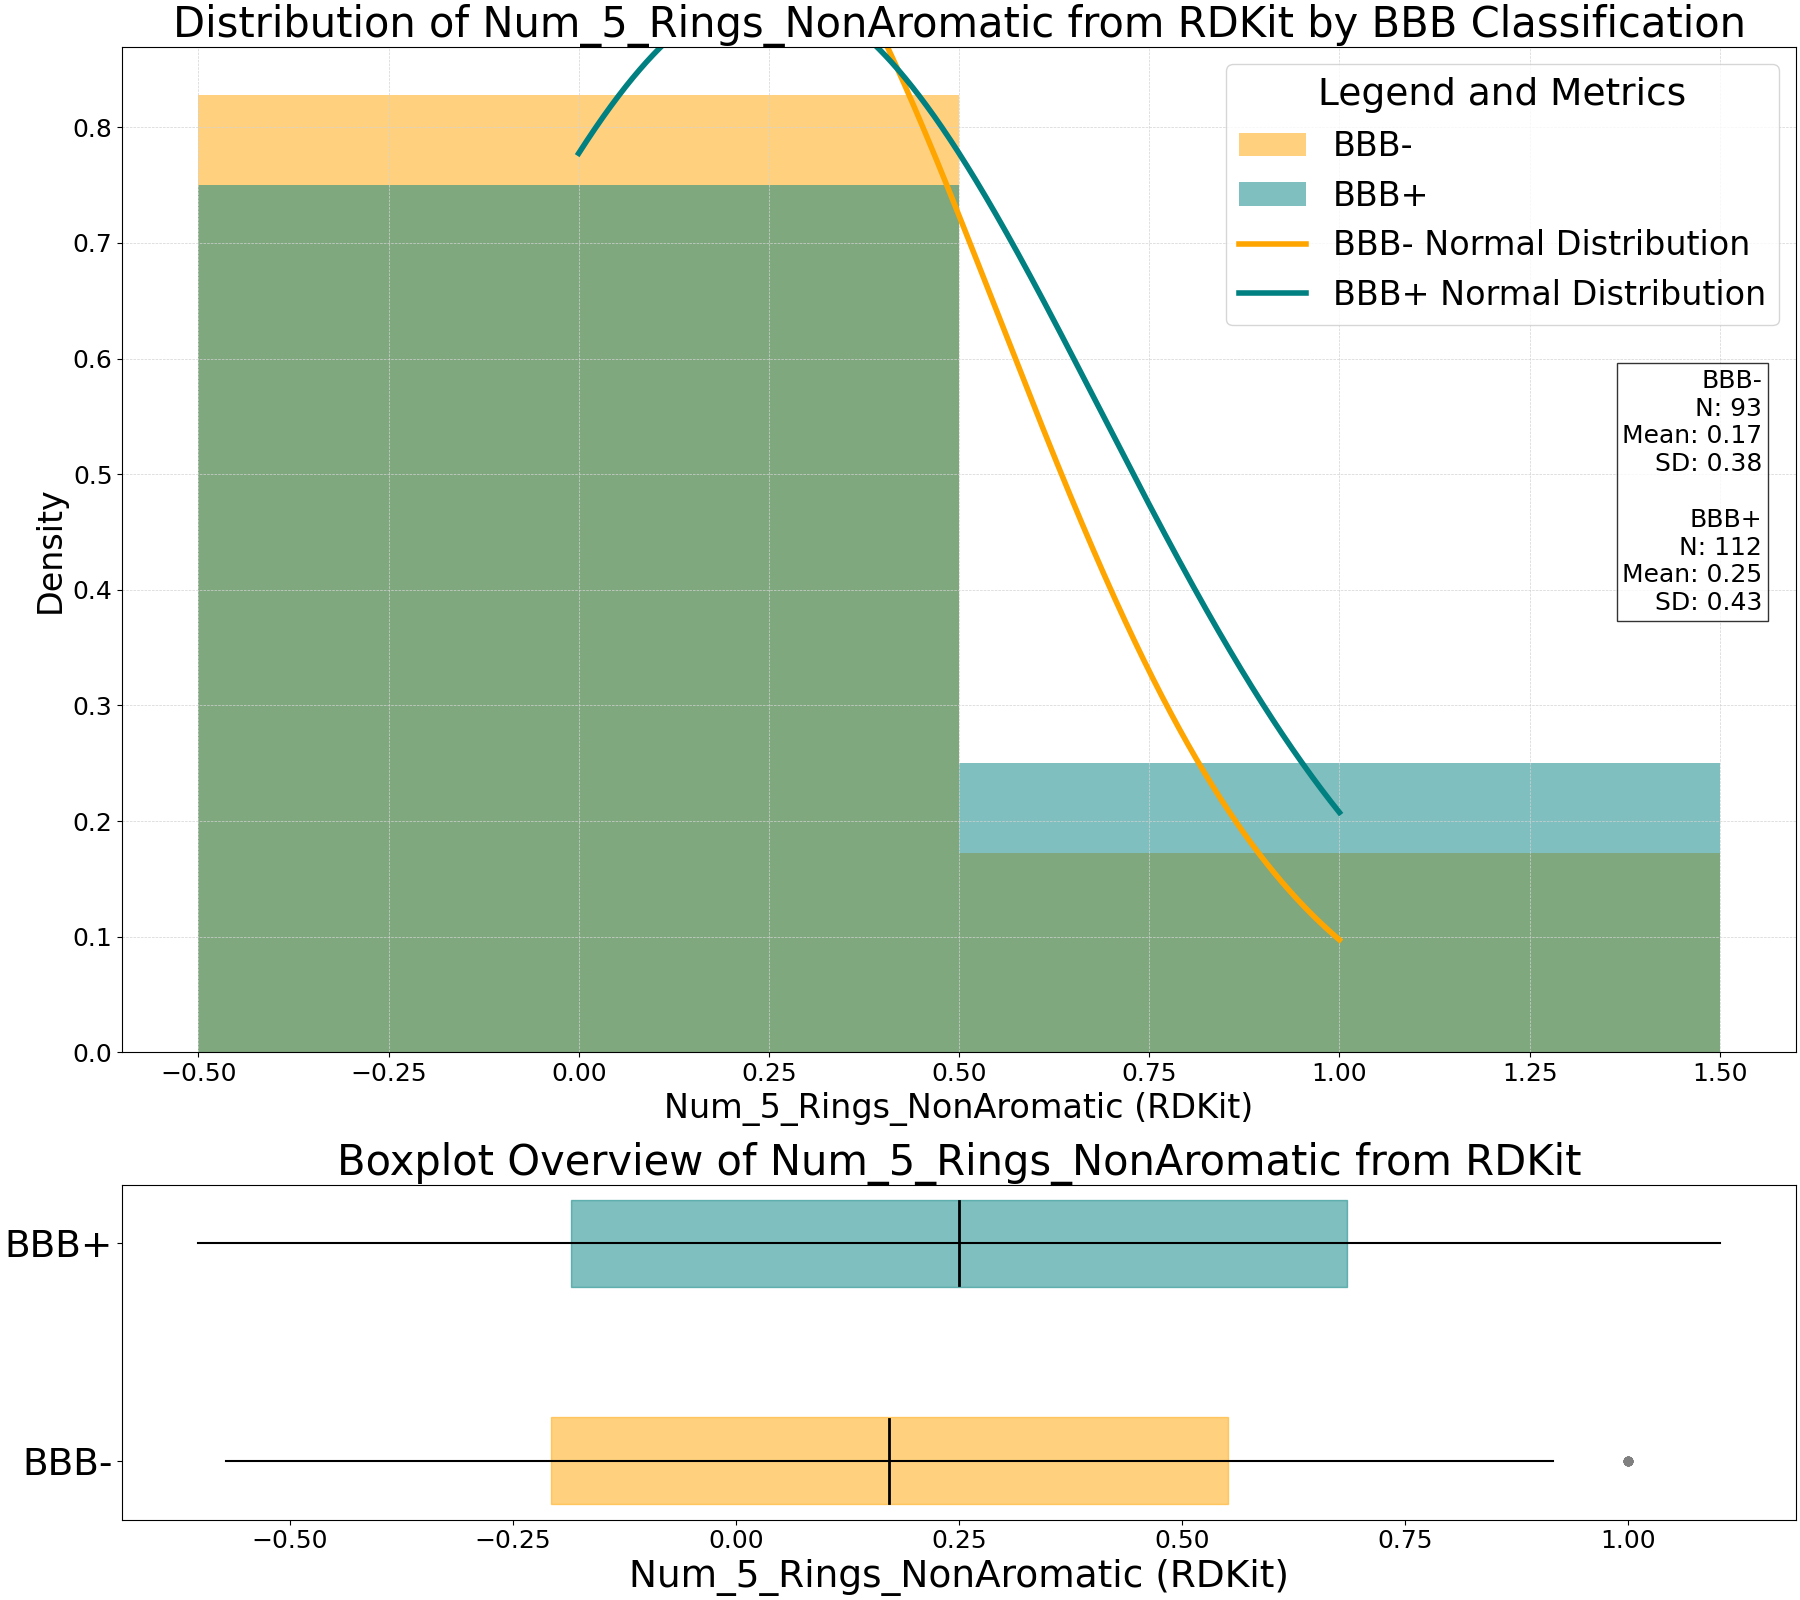 Distribution of Num_5_Rings_NonAromatic from RDKit by BBB Classification
Legend and Metrics
BBB-
BBB+
BBB- Normal Distribution
BBB+ Normal Distribution
BBB-
N: 93
Mean: 0.17
SD: 0.38
BBB+
N: 112
Mean: 0.25
SD: 0.43
Density
0.8
0.7
0.6
0.5
0.4
0.3
0.2
0.1
0.0
−0.50 −0.25 0.00 0.25 0.50 0.75 1.00 1.25 1.50
Num_5_Rings_NonAromatic (RDKit)
Boxplot Overview of Num_5_Rings_NonAromatic from RDKit
BBB+
BBB-
−0.50 −0.25 0.00 0.25 0.50 0.75 1.00
Num_5_Rings_NonAromatic (RDKit)